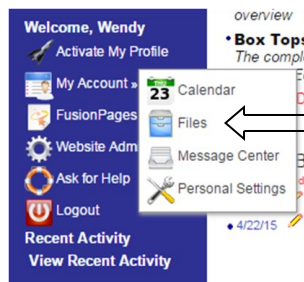 Welcome, Wendy
Activate My Profile
My Account »
FusionPages
Website Adm
Ask for Help
Logout
Recent Activity
View Recent Activity
23
Calendar
Files
Message Center
Personal Settings
overview
• Box Tops
The compl
• 4/22/15